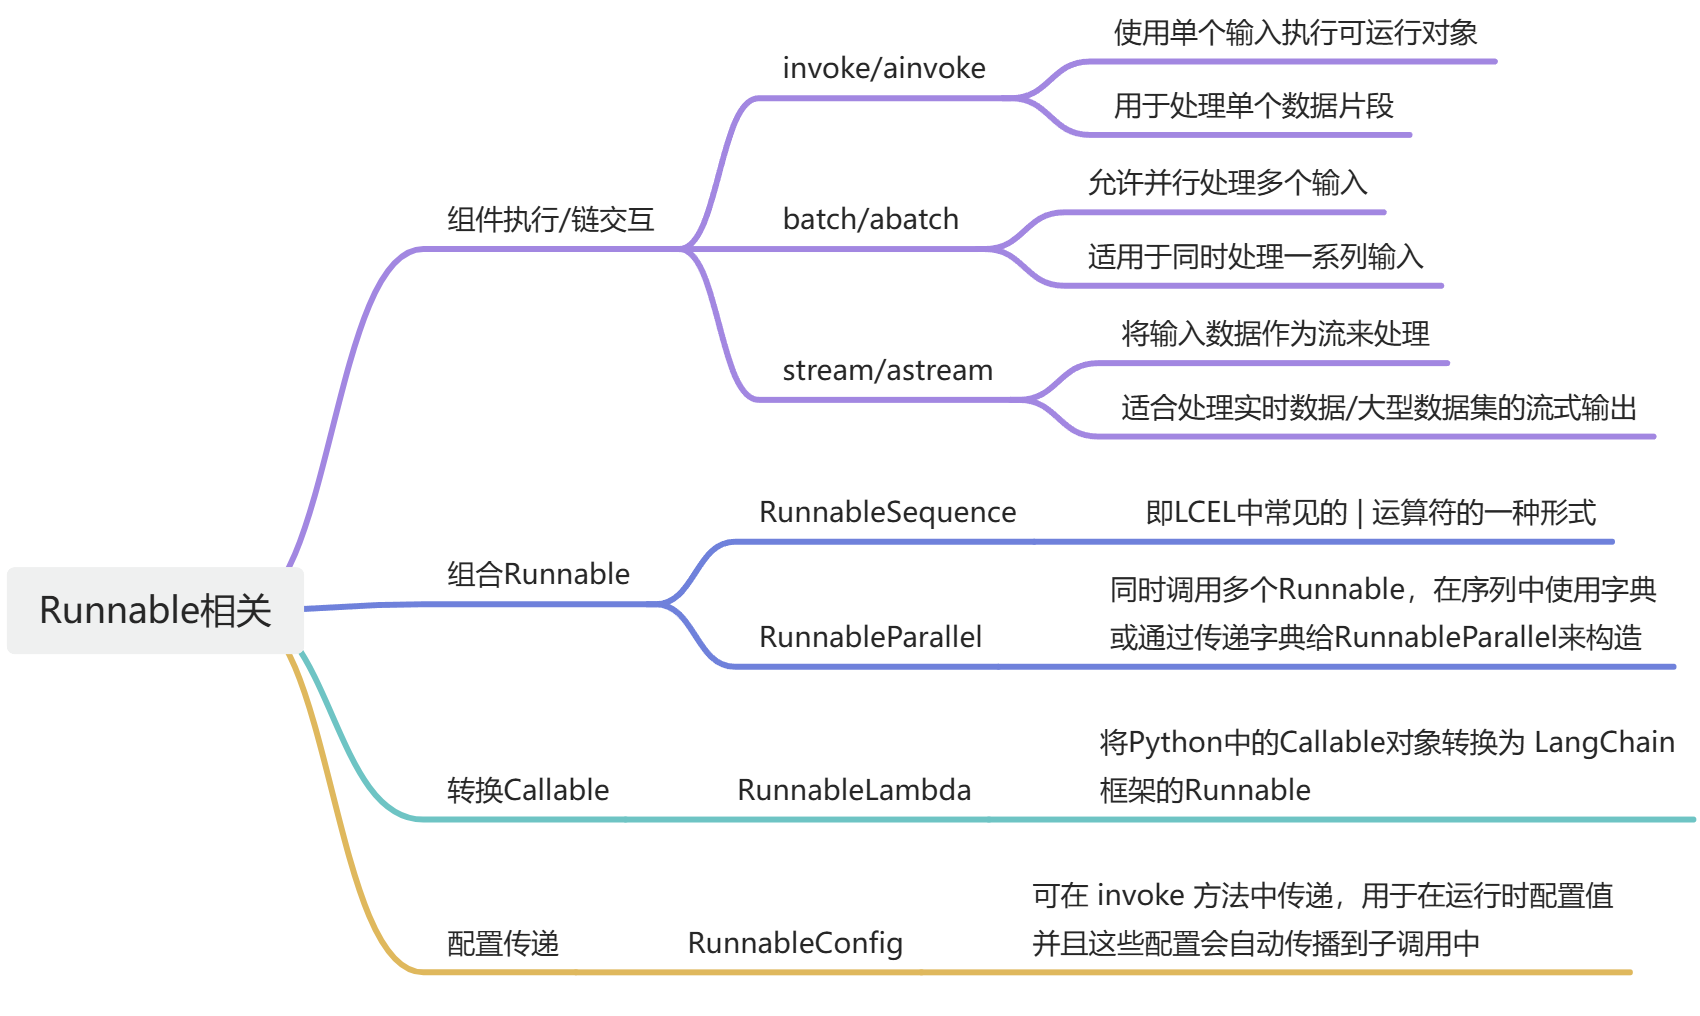 Runnable相关
组件执行/链交互
invoke/ainvoke
使用单个输入执行可运行对象
用于处理单个数据片段
batch/abatch
允许并行处理多个输入
适用于同时处理一系列输入
stream/astream
将输入数据作为流来处理
适合处理实时数据/大型数据集的流式输出
组合Runnable
RunnableSequence
即LCEL中常见的 | 运算符的一种形式
RunnableParallel
同时调用多个Runnable，在序列中使用字典
或通过传递字典给RunnableParallel来构造
转换Callable
RunnableLambda
将Python中的Callable对象转换为 LangChain
框架的Runnable
配置传递
RunnableConfig
可在 invoke 方法中传递，用于在运行时配置值
并且这些配置会自动传播到子调用中